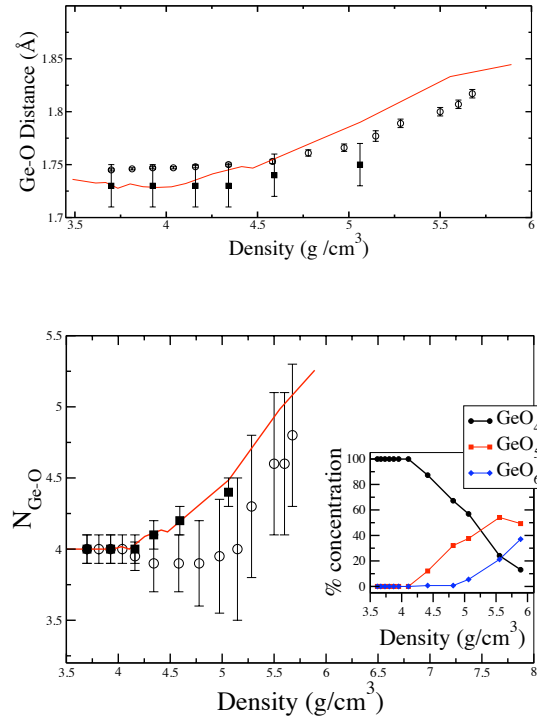 Ge-O Distance (Å)
1.85
1.8
1.75
1.7
3.5 4 4.5 5 5.5 6
Density (g /cm³)
N_Ge-O
5.5
5
4.5
4
3.5
3.5 4 4.5 5 5.5 6 6.5 7 7.5 8
Density (g/cm³)
GeO₄
GeO₅
GeO₆
% concentration
100
80
60
40
20
0
3.5 4 4.5 5 5.5 6
Density (g/cm³)